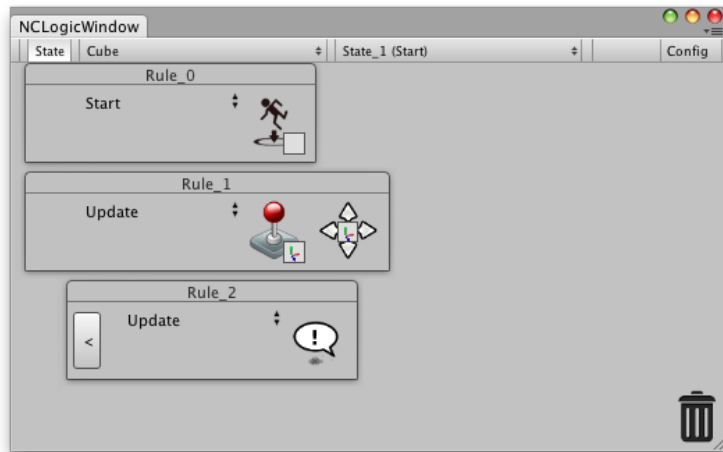 NCLogicWindow
State Cube State_1 (Start) Config
Rule_0
Start
Rule_1
Update
Rule_2
< Update
!